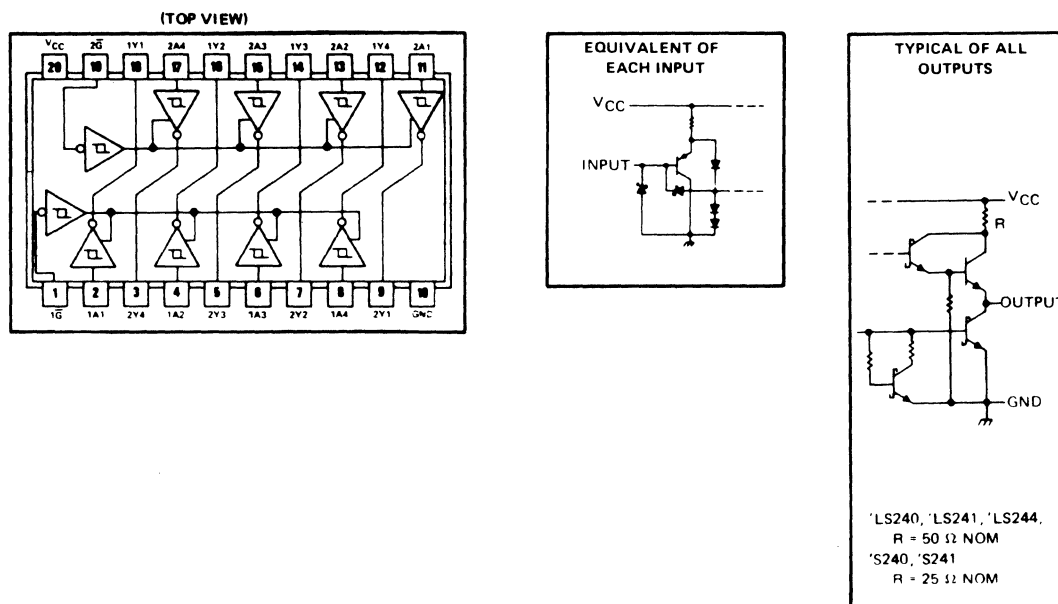 (TOP VIEW)
VCC 2G̅ 1Y1 2A4 1Y2 2A3 1Y3 2A2 1Y4 2A1
20 19 18 17 16 15 14 13 12 11
1 2 3 4 5 6 7 8 9 10
1G̅ 1A1 2Y4 1A2 2Y3 1A3 2Y2 1A4 2Y1 GND
EQUIVALENT OF
EACH INPUT
VCC
INPUT
TYPICAL OF ALL
OUTPUTS
VCC
R
OUTPUT
GND
'LS240, 'LS241, 'LS244,
R = 50 Ω NOM
'S240, 'S241
R = 25 Ω NOM